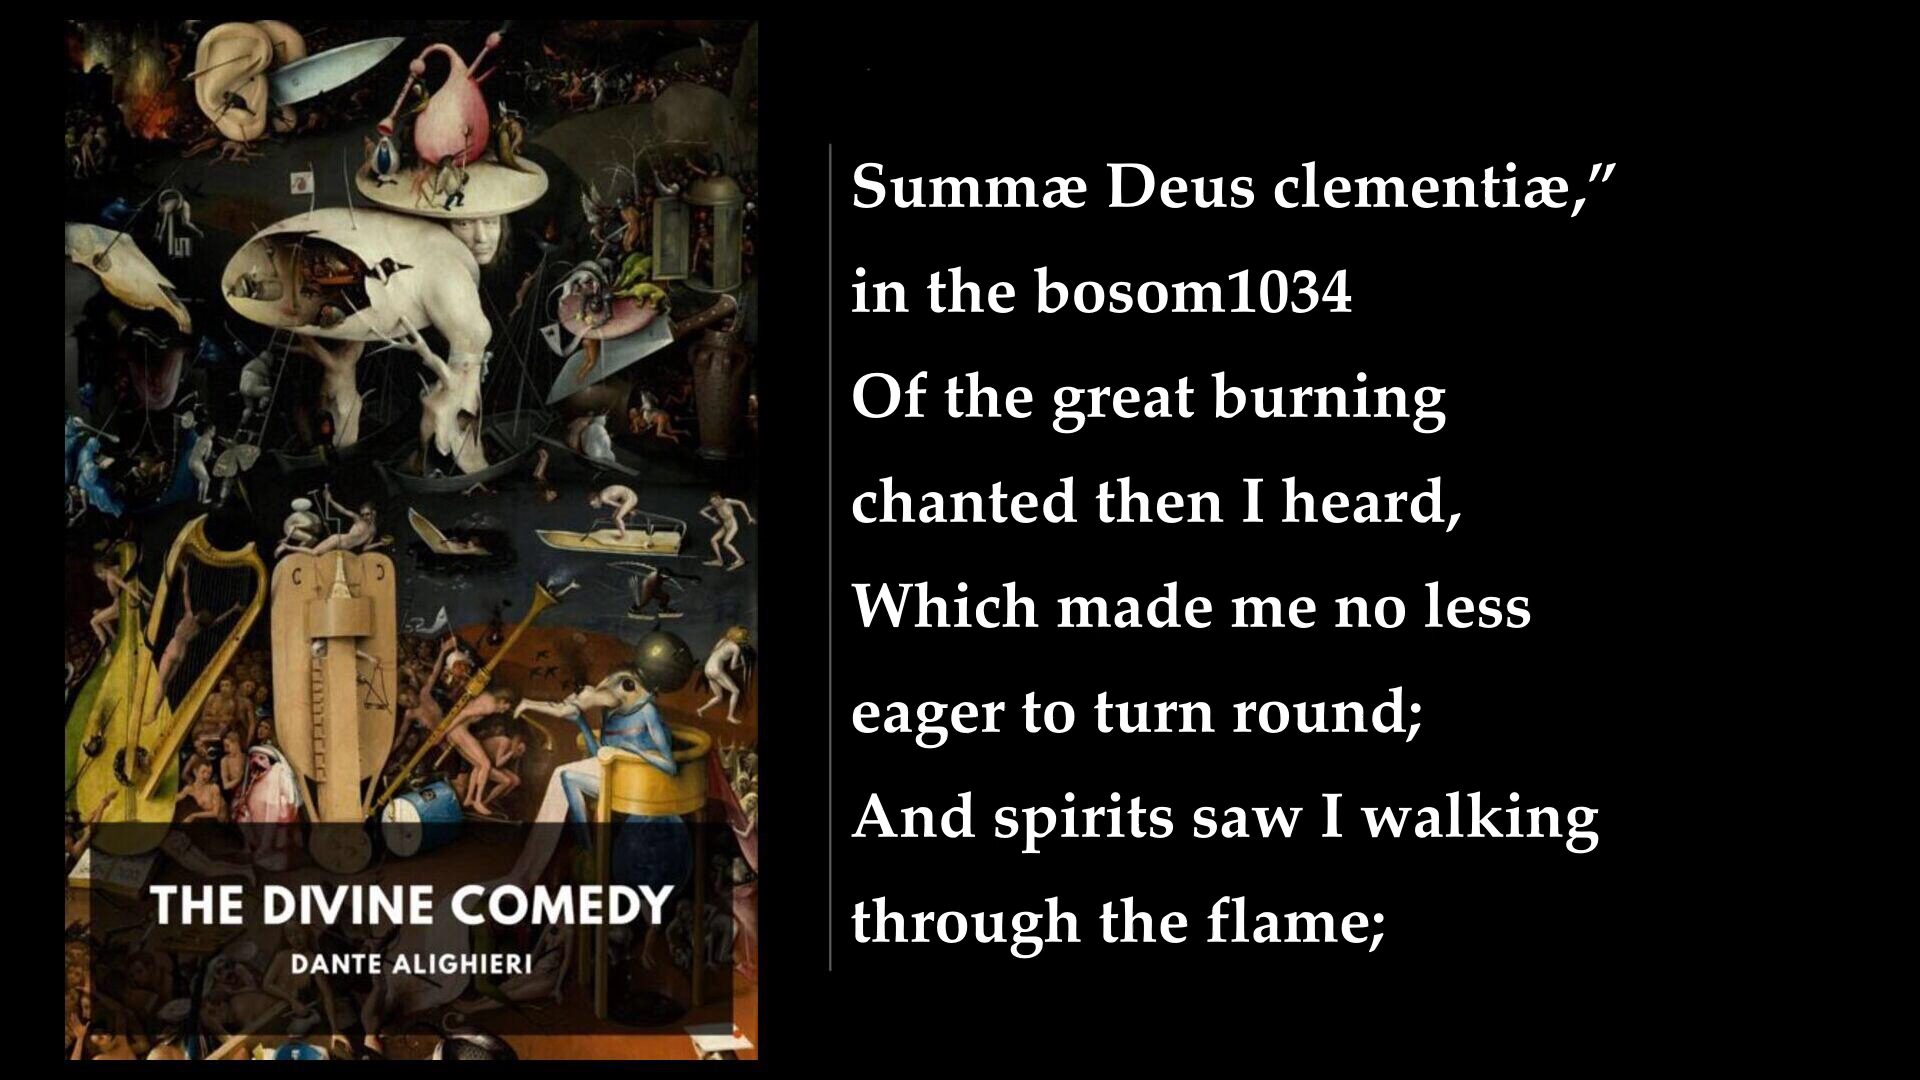 THE DIVINE COMEDY
DANTE ALIGHIERI
Summæ Deus clementiæ,”
in the bosom1034
Of the great burning
chanted then I heard,
Which made me no less
eager to turn round;
And spirits saw I walking
through the flame;